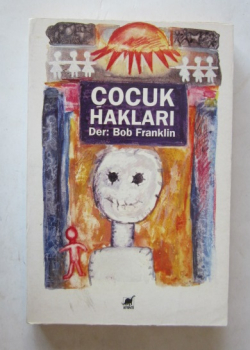 ÇOCUK
HAKLARI
Der: Bob Franklin